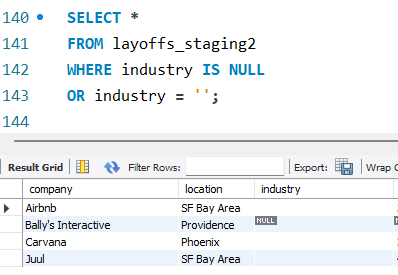 140 SELECT *
141 FROM layoffs_staging2
142 WHERE industry IS NULL
143 OR industry = '';
144
Result Grid Filter Rows: Export: Wrap C
company location industry
Airbnb SF Bay Area
Bally's Interactive Providence NULL
Carvana Phoenix
Juul SF Bay Area